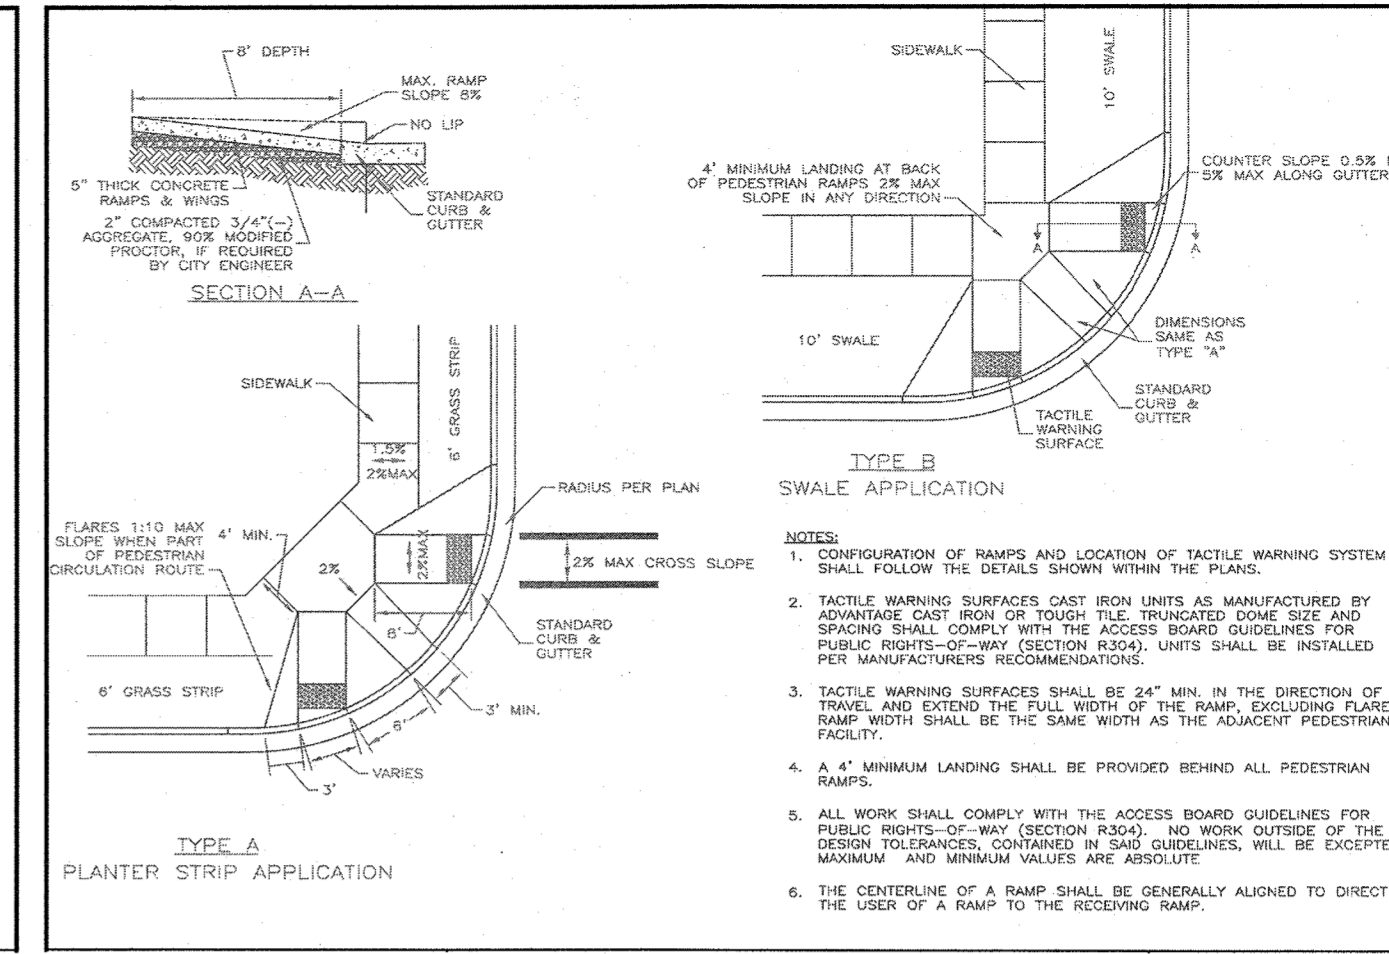 8' DEPTH
MAX. RAMP
SLOPE 8%
NO LIP
5" THICK CONCRETE
RAMPS & WINGS
2" COMPACTED 3/4"(-)
AGGREGATE, 90% MODIFIED
PROCTOR, IF REQUIRED
BY CITY ENGINEER
STANDARD
CURB &
GUTTER
SECTION A-A
SIDEWALK
6' GRASS STRIP
1.5%
2%MAX
RADIUS PER PLAN
FLARES 1:10 MAX
SLOPE WHEN PART
OF PEDESTRIAN
CIRCULATION ROUTE
4' MIN.
2%
2%MAX
2% MAX CROSS SLOPE
8'
STANDARD
CURB &
GUTTER
6' GRASS STRIP
3' MIN.
6'
VARIES
3'
TYPE A
PLANTER STRIP APPLICATION
SIDEWALK
10' SWALE
4' MINIMUM LANDING AT BACK
OF PEDESTRIAN RAMPS 2% MAX
SLOPE IN ANY DIRECTION
COUNTER SLOPE 0.5%
5% MAX ALONG GUTTER
A
A
10' SWALE
DIMENSIONS
SAME AS
TYPE "A"
STANDARD
CURB &
GUTTER
TACTILE
WARNING
SURFACE
TYPE B
SWALE APPLICATION
NOTES:
1. CONFIGURATION OF RAMPS AND LOCATION OF TACTILE WARNING SYSTEM
SHALL FOLLOW THE DETAILS SHOWN WITHIN THE PLANS.
2. TACTILE WARNING SURFACES CAST IRON UNITS AS MANUFACTURED BY
ADVANTAGE CAST IRON OR TOUGH TILE. TRUNCATED DOME SIZE AND
SPACING SHALL COMPLY WITH THE ACCESS BOARD GUIDELINES FOR
PUBLIC RIGHTS-OF-WAY (SECTION R304). UNITS SHALL BE INSTALLED
PER MANUFACTURERS RECOMMENDATIONS.
3. TACTILE WARNING SURFACES SHALL BE 24" MIN. IN THE DIRECTION OF
TRAVEL AND EXTEND THE FULL WIDTH OF THE RAMP, EXCLUDING FLARE
RAMP WIDTH SHALL BE THE SAME WIDTH AS THE ADJACENT PEDESTRIAN
FACILITY.
4. A 4' MINIMUM LANDING SHALL BE PROVIDED BEHIND ALL PEDESTRIAN
RAMPS.
5. ALL WORK SHALL COMPLY WITH THE ACCESS BOARD GUIDELINES FOR
PUBLIC RIGHTS-OF-WAY (SECTION R304). NO WORK OUTSIDE OF THE
DESIGN TOLERANCES, CONTAINED IN SAID GUIDELINES, WILL BE EXCEPTE
MAXIMUM AND MINIMUM VALUES ARE ABSOLUTE
6. THE CENTERLINE OF A RAMP SHALL BE GENERALLY ALIGNED TO DIRECT
THE USER OF A RAMP TO THE RECEIVING RAMP.